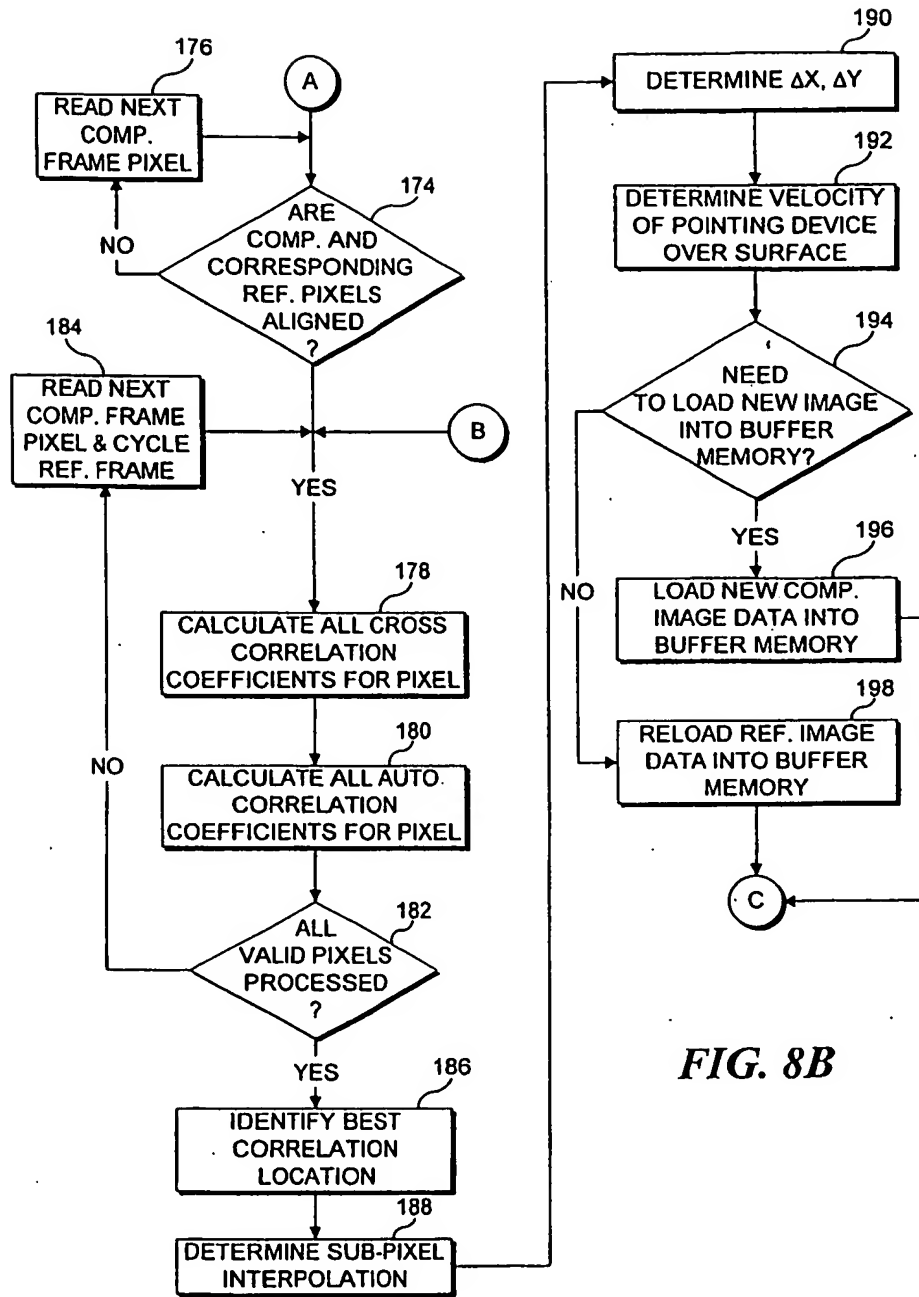 176
A
READ NEXT
COMP.
FRAME PIXEL
174
ARE
COMP. AND
CORRESPONDING
REF. PIXELS
ALIGNED
?
NO
184
READ NEXT
COMP. FRAME
PIXEL & CYCLE
REF. FRAME
B
YES
178
CALCULATE ALL CROSS
CORRELATION
COEFFICIENTS FOR PIXEL
NO
180
CALCULATE ALL AUTO
CORRELATION
COEFFICIENTS FOR PIXEL
182
ALL
VALID PIXELS
PROCESSED
?
YES
186
IDENTIFY BEST
CORRELATION
LOCATION
188
DETERMINE SUB-PIXEL
INTERPOLATION
190
DETERMINE ΔX, ΔY
192
DETERMINE VELOCITY
OF POINTING DEVICE
OVER SURFACE
194
NEED
TO LOAD NEW IMAGE
INTO BUFFER
MEMORY?
YES
196
NO
LOAD NEW COMP.
IMAGE DATA INTO
BUFFER MEMORY
198
RELOAD REF. IMAGE
DATA INTO BUFFER
MEMORY
C
FIG. 8B